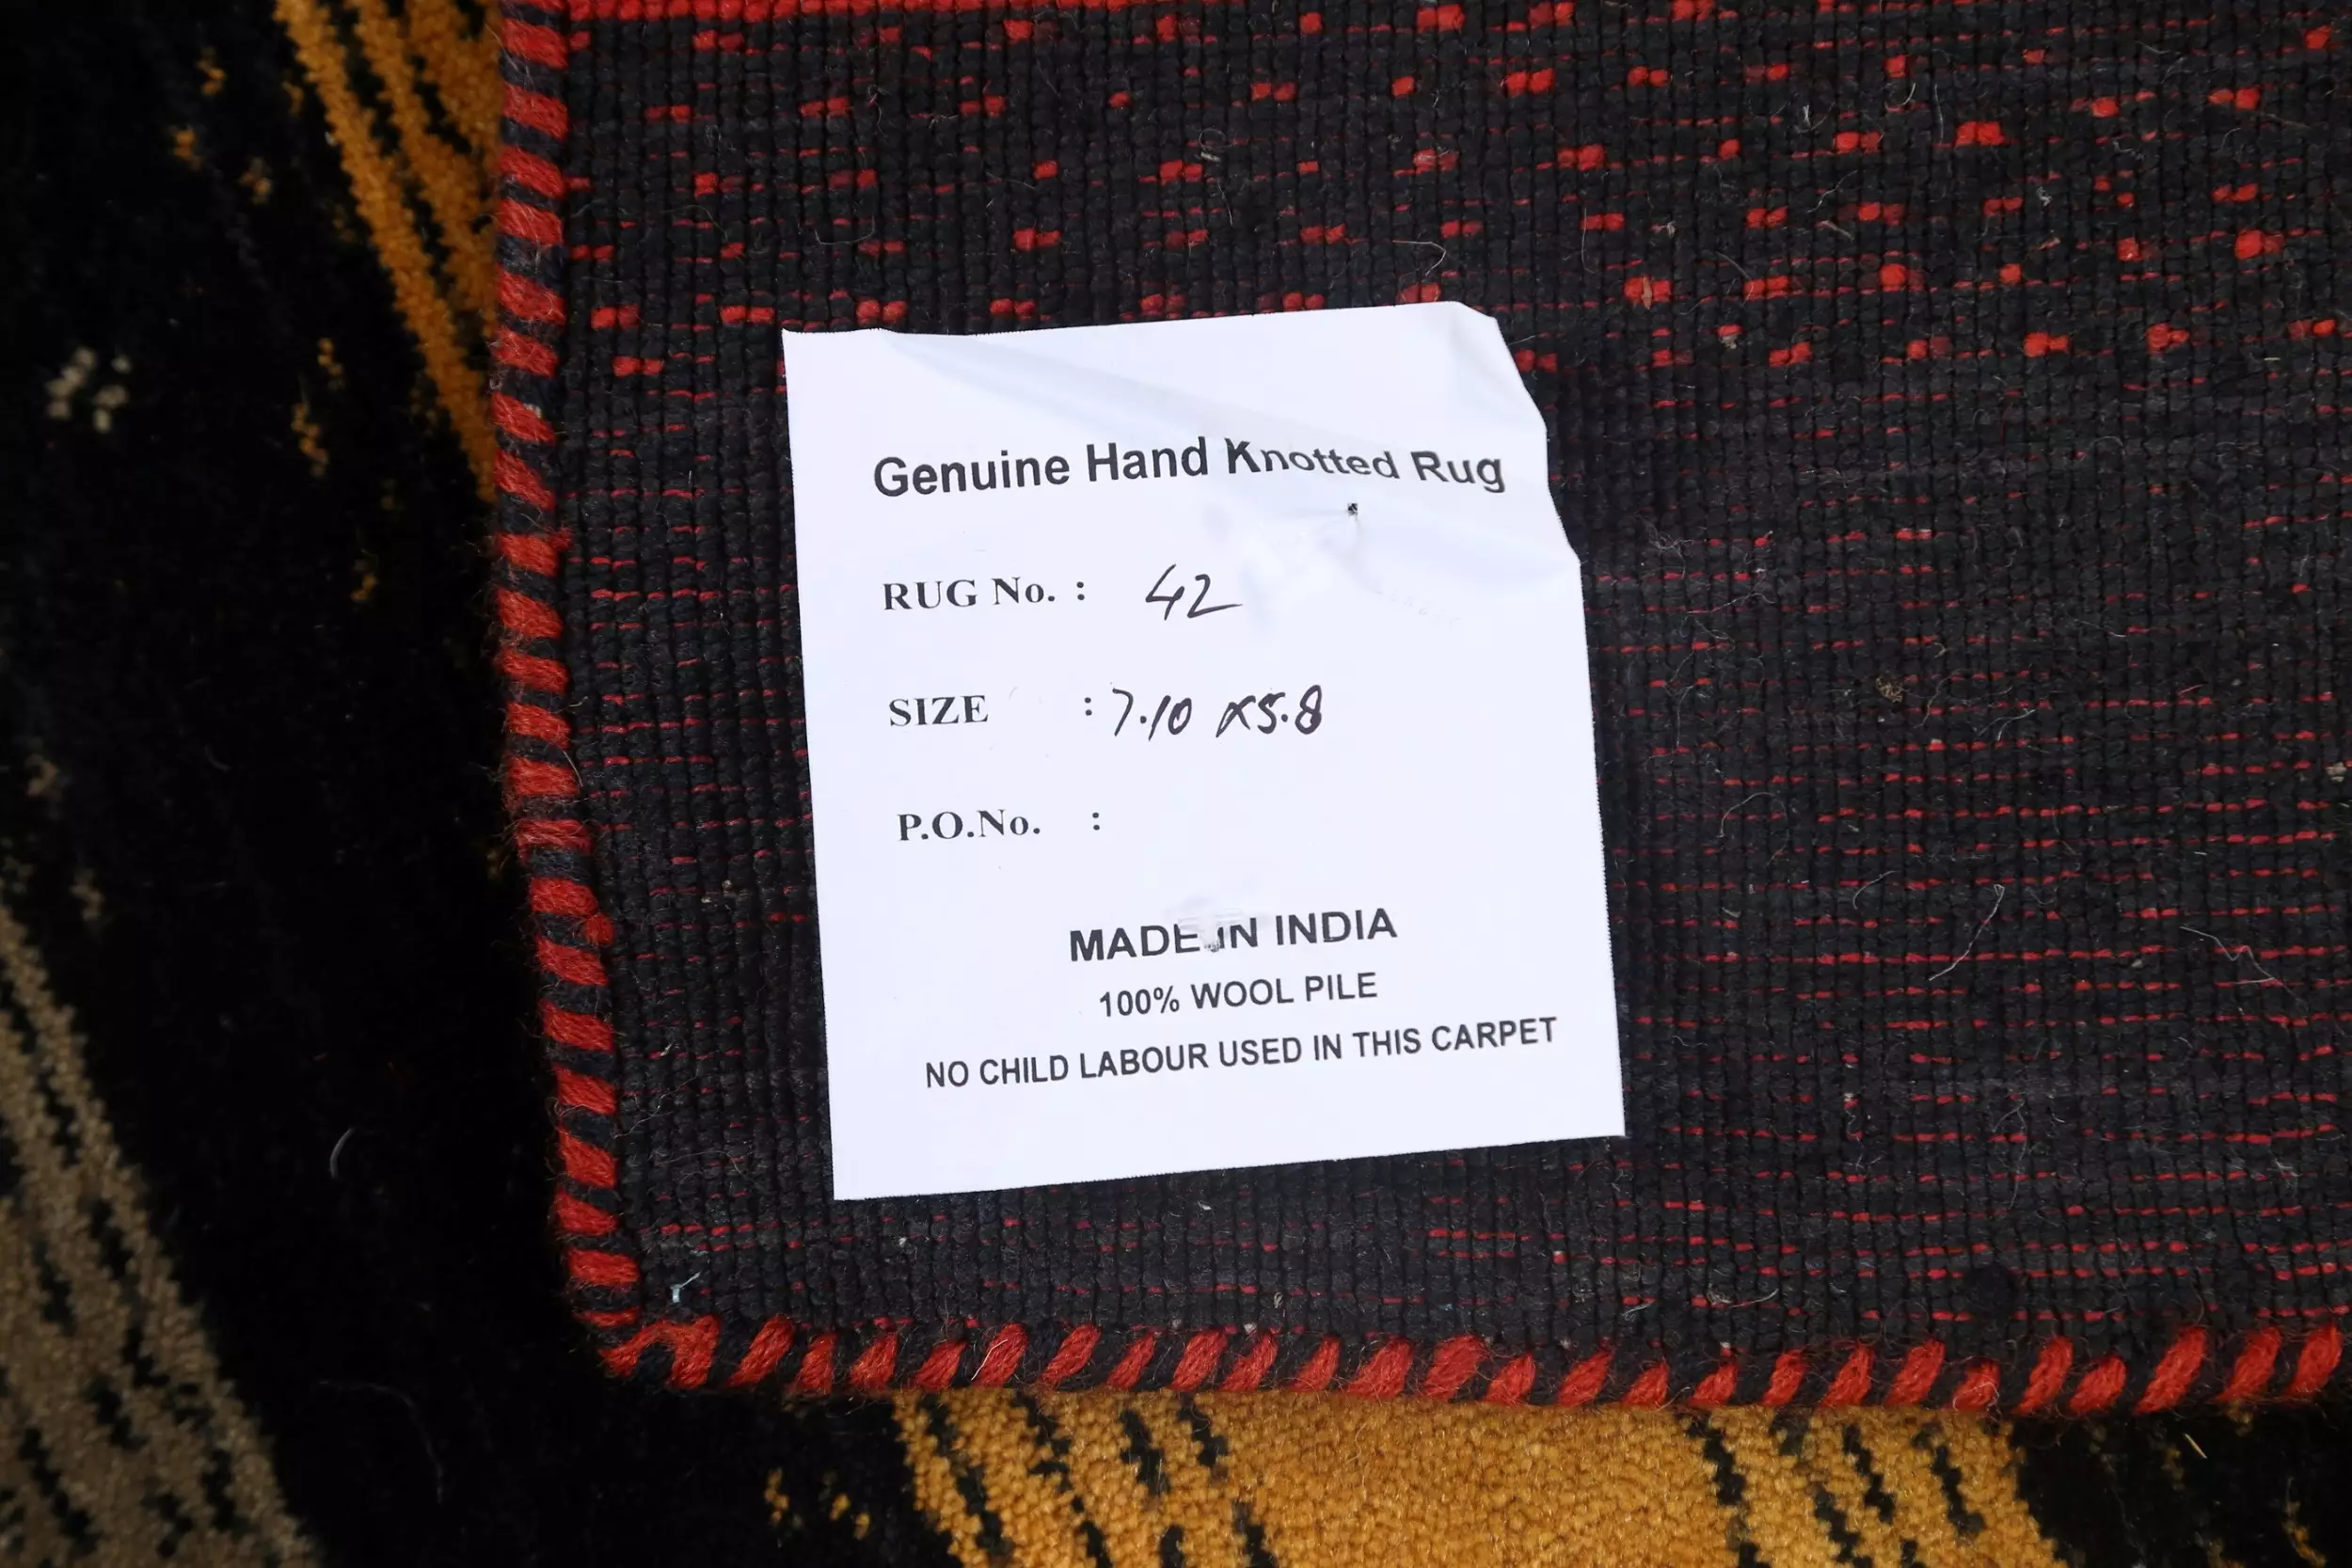 Genuine Hand Knotted Rug
RUG No. : 42
SIZE : 7.10 x5.8
P.O.No. :
MADE IN INDIA
100% WOOL PILE
NO CHILD LABOUR USED IN THIS CARPET